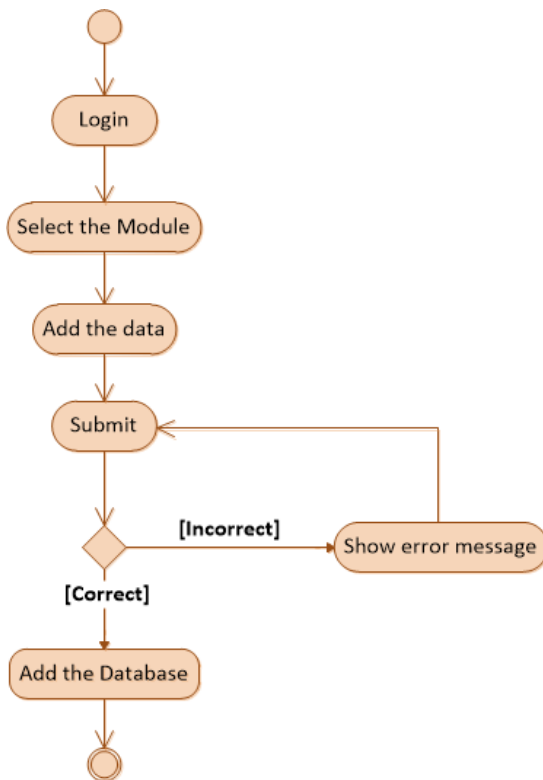 Login
Select the Module
Add the data
Submit
[Incorrect]
Show error message
[Correct]
Add the Database